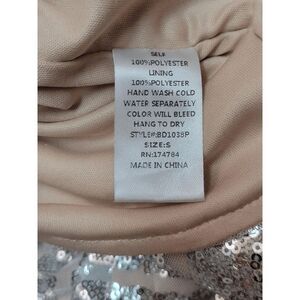 SELF
100%POLYESTER
LINING
100%POLYESTER
HAND WASH COLD
WATER SEPARATELY
COLOR WILL BLEED
HANG TO DRY
STYLE#:BD1038P
SIZE:S
RN:174784
MADE IN CHINA